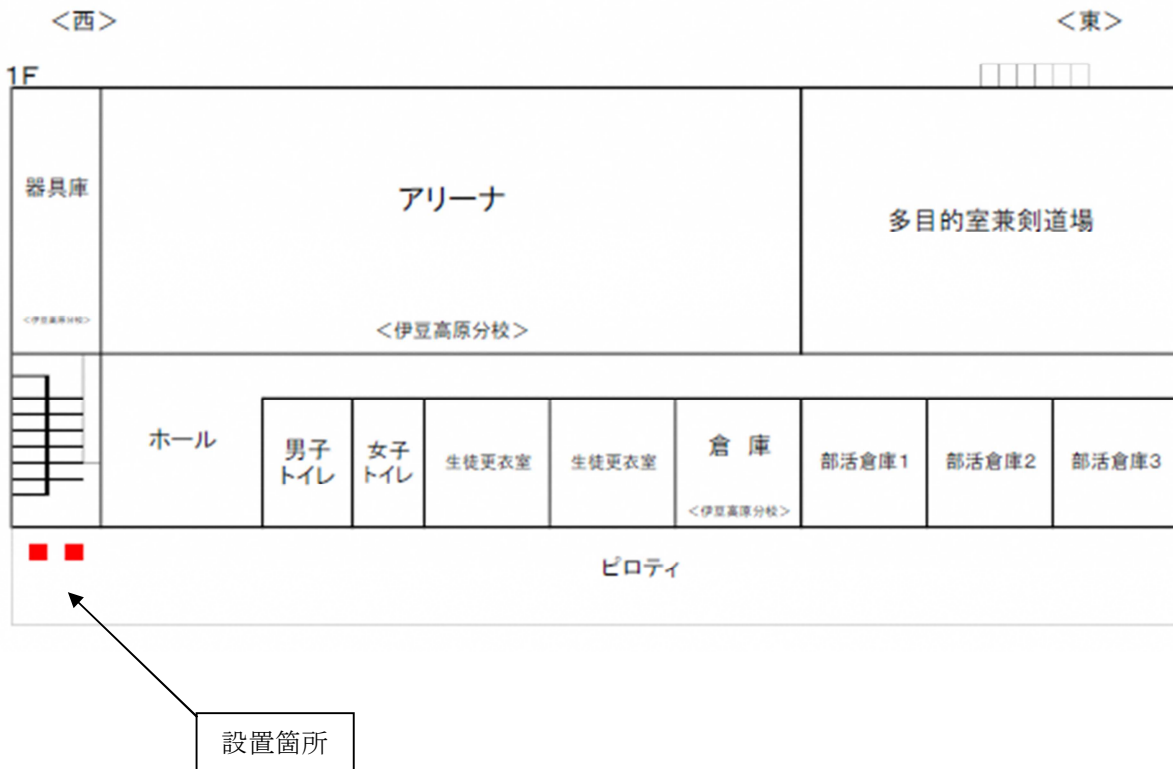 ＜西＞
＜東＞
1F
器具庫
アリーナ
多目的室兼剣道場
＜伊豆高原分校＞
＜伊豆高原分校＞
ホール
男子
トイレ
女子
トイレ
生徒更衣室
生徒更衣室
倉 庫
＜伊豆高原分校＞
部活倉庫1
部活倉庫2
部活倉庫3
ピロティ
設置箇所